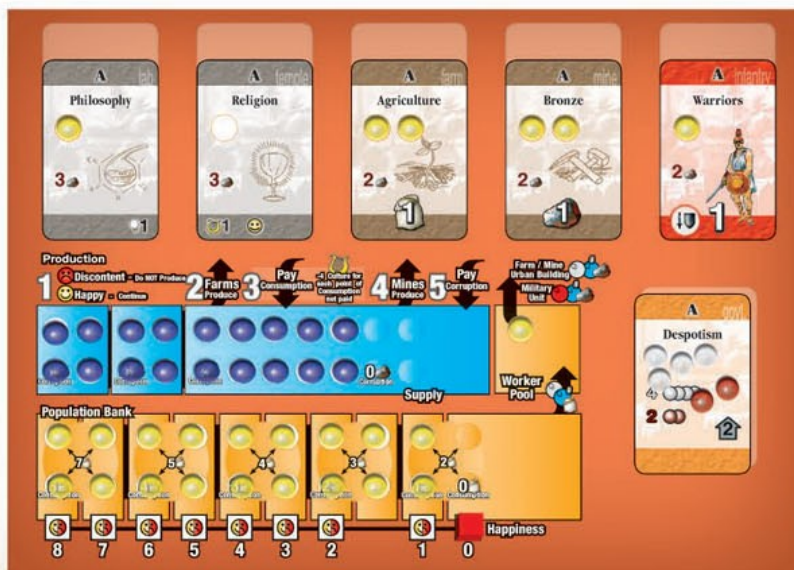 A
lab
Philosophy
3
1
A
temple
Religion
3
1
A
farm
Agriculture
2
1
A
mine
Bronze
2
1
A
infantry
Warriors
2
1
Production
1
Discontent – Do NOT Produce
Happy – Continue
2 Farms
Produce
3 Pay
Consumption
-4 Culture for
each point of
Consumption
not paid
4 Mines
Produce
5 Pay
Corruption
Farm / Mine
Urban Building
Military
Unit
0
Corruption
Supply
Worker
Pool
A
govt
Despotism
4
2
2
Population Bank
7
5
4
3
2
0
Consumption
Happiness
8
7
6
5
4
3
2
1
0